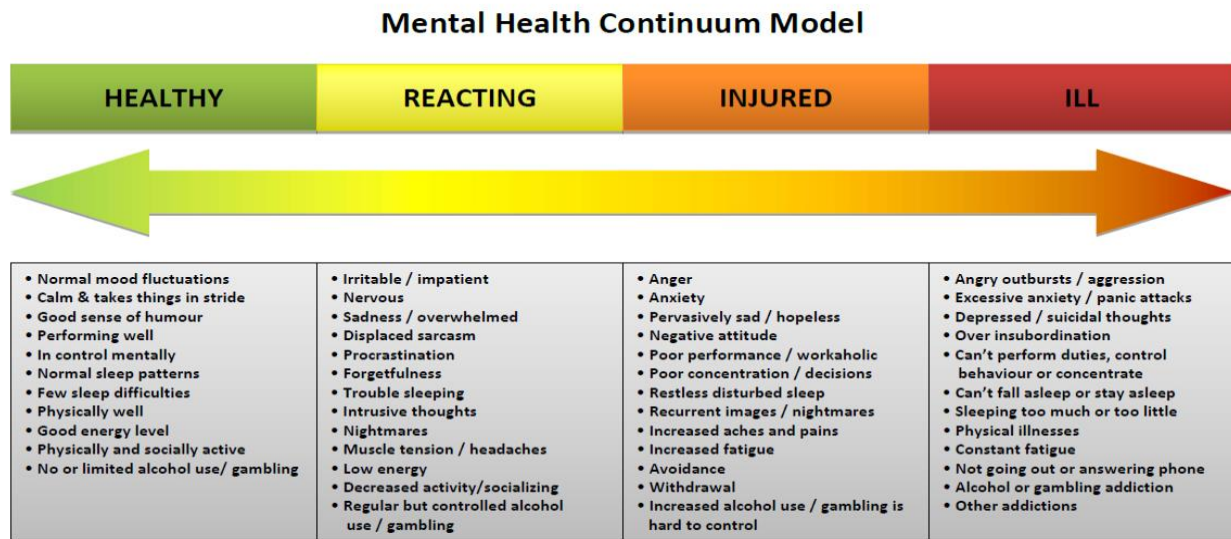 Mental Health Continuum Model
HEALTHY
REACTING
INJURED
ILL
• Normal mood fluctuations
• Calm & takes things in stride
• Good sense of humour
• Performing well
• In control mentally
• Normal sleep patterns
• Few sleep difficulties
• Physically well
• Good energy level
• Physically and socially active
• No or limited alcohol use/ gambling
• Irritable / impatient
• Nervous
• Sadness / overwhelmed
• Displaced sarcasm
• Procrastination
• Forgetfulness
• Trouble sleeping
• Intrusive thoughts
• Nightmares
• Muscle tension / headaches
• Low energy
• Decreased activity/socializing
• Regular but controlled alcohol
use / gambling
• Anger
• Anxiety
• Pervasively sad / hopeless
• Negative attitude
• Poor performance / workaholic
• Poor concentration / decisions
• Restless disturbed sleep
• Recurrent images / nightmares
• Increased aches and pains
• Increased fatigue
• Avoidance
• Withdrawal
• Increased alcohol use / gambling is
hard to control
• Angry outbursts / aggression
• Excessive anxiety / panic attacks
• Depressed / suicidal thoughts
• Over insubordination
• Can’t perform duties, control
behaviour or concentrate
• Can’t fall asleep or stay asleep
• Sleeping too much or too little
• Physical illnesses
• Constant fatigue
• Not going out or answering phone
• Alcohol or gambling addiction
• Other addictions